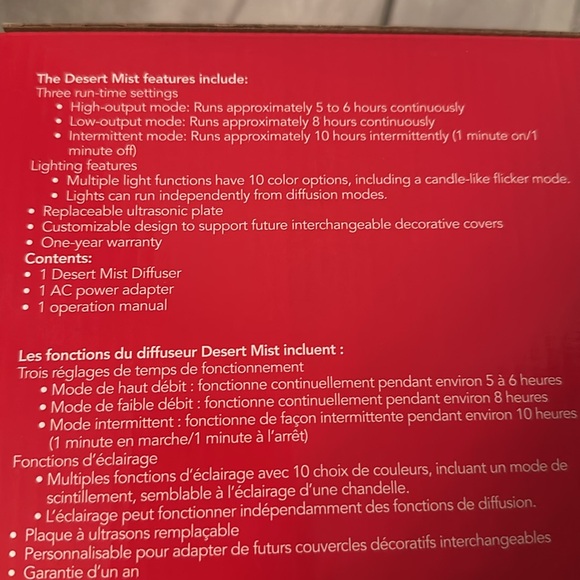 The Desert Mist features include:
Three run-time settings
• High-output mode: Runs approximately 5 to 6 hours continuously
• Low-output mode: Runs approximately 8 hours continuously
• Intermittent mode: Runs approximately 10 hours intermittently (1 minute on/1
minute off)
Lighting features
• Multiple light functions have 10 color options, including a candle-like flicker mode.
• Lights can run independently from diffusion modes.
• Replaceable ultrasonic plate
• Customizable design to support future interchangeable decorative covers
• One-year warranty
Contents:
• 1 Desert Mist Diffuser
• 1 AC power adapter
• 1 operation manual
Les fonctions du diffuseur Desert Mist incluent :
Trois réglages de temps de fonctionnement
• Mode de haut débit : fonctionne continuellement pendant environ 5 à 6 heures
• Mode de faible débit : fonctionne continuellement pendant environ 8 heures
• Mode intermittent : fonctionne de façon intermittente pendant environ 10 heures
(1 minute en marche/1 minute à l'arrêt)
Fonctions d'éclairage
• Multiples fonctions d'éclairage avec 10 choix de couleurs, incluant un mode de
scintillement, semblable à l'éclairage d'une chandelle.
• L'éclairage peut fonctionner indépendamment des fonctions de diffusion.
• Plaque à ultrasons remplaçable
• Personnalisable pour adapter de futurs couvercles décoratifs interchangeables
• Garantie d'un an